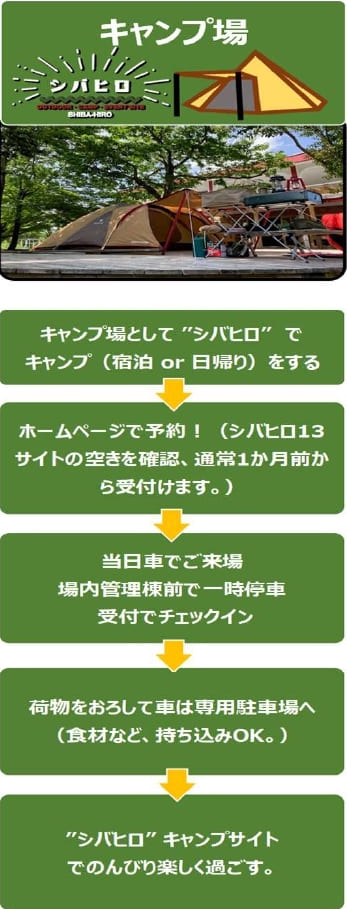 キャンプ場
シバヒロ
OUTDOOR・CAMP・EVERYONE
SHIBA-HIRO
キャンプ場として ”シバヒロ” で
キャンプ（宿泊 or 日帰り）をする
ホームページで予約！（シバヒロ13
サイトの空きを確認、通常1か月前か
ら受付けます。）
当日車でご来場
場内管理棟前で一時停車
受付でチェックイン
荷物をおろして車は専用駐車場へ
（食材など、持ち込みOK。）
”シバヒロ” キャンプサイト
でのんびり楽しく過ごす。